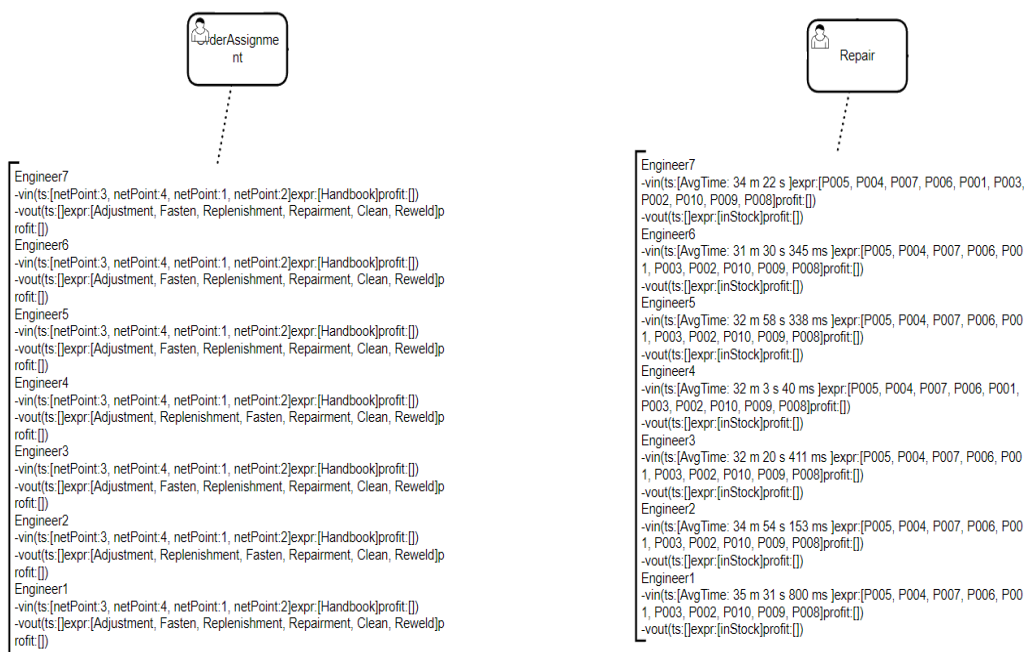 OrderAssignme
nt
Engineer7
-vin(ts:[netPoint:3, netPoint:4, netPoint:1, netPoint:2]expr:[Handbook]profit:[])
-vout(ts:[]expr:[Adjustment, Fasten, Replenishment, Repairment, Clean, Reweld]p
rofit:[])
Engineer6
-vin(ts:[netPoint:3, netPoint:4, netPoint:1, netPoint:2]expr:[Handbook]profit:[])
-vout(ts:[]expr:[Adjustment, Fasten, Replenishment, Repairment, Clean, Reweld]p
rofit:[])
Engineer5
-vin(ts:[netPoint:3, netPoint:4, netPoint:1, netPoint:2]expr:[Handbook]profit:[])
-vout(ts:[]expr:[Adjustment, Fasten, Replenishment, Repairment, Clean, Reweld]p
rofit:[])
Engineer4
-vin(ts:[netPoint:3, netPoint:4, netPoint:1, netPoint:2]expr:[Handbook]profit:[])
-vout(ts:[]expr:[Adjustment, Replenishment, Fasten, Repairment, Clean, Reweld]p
rofit:[])
Engineer3
-vin(ts:[netPoint:3, netPoint:4, netPoint:1, netPoint:2]expr:[Handbook]profit:[])
-vout(ts:[]expr:[Adjustment, Fasten, Replenishment, Repairment, Clean, Reweld]p
rofit:[])
Engineer2
-vin(ts:[netPoint:3, netPoint:4, netPoint:1, netPoint:2]expr:[Handbook]profit:[])
-vout(ts:[]expr:[Adjustment, Replenishment, Fasten, Repairment, Clean, Reweld]p
rofit:[])
Engineer1
-vin(ts:[netPoint:3, netPoint:4, netPoint:1, netPoint:2]expr:[Handbook]profit:[])
-vout(ts:[]expr:[Adjustment, Fasten, Replenishment, Repairment, Clean, Reweld]p
rofit:[])
Repair
Engineer7
-vin(ts:[AvgTime: 34 m 22 s ]expr:[P005, P004, P007, P006, P001, P003,
P002, P010, P009, P008]profit:[])
-vout(ts:[]expr:[inStock]profit:[])
Engineer6
-vin(ts:[AvgTime: 31 m 30 s 345 ms ]expr:[P005, P004, P007, P006, P00
1, P003, P002, P010, P009, P008]profit:[])
-vout(ts:[]expr:[inStock]profit:[])
Engineer5
-vin(ts:[AvgTime: 32 m 58 s 338 ms ]expr:[P005, P004, P007, P006, P00
1, P003, P002, P010, P009, P008]profit:[])
-vout(ts:[]expr:[inStock]profit:[])
Engineer4
-vin(ts:[AvgTime: 32 m 3 s 40 ms ]expr:[P005, P004, P007, P006, P001,
P003, P002, P010, P009, P008]profit:[])
-vout(ts:[]expr:[inStock]profit:[])
Engineer3
-vin(ts:[AvgTime: 32 m 20 s 411 ms ]expr:[P005, P004, P007, P006, P00
1, P003, P002, P010, P009, P008]profit:[])
-vout(ts:[]expr:[inStock]profit:[])
Engineer2
-vin(ts:[AvgTime: 34 m 54 s 153 ms ]expr:[P005, P004, P007, P006, P00
1, P003, P002, P010, P009, P008]profit:[])
-vout(ts:[]expr:[inStock]profit:[])
Engineer1
-vin(ts:[AvgTime: 35 m 31 s 800 ms ]expr:[P005, P004, P007, P006, P00
1, P003, P002, P010, P009, P008]profit:[])
-vout(ts:[]expr:[inStock]profit:[])